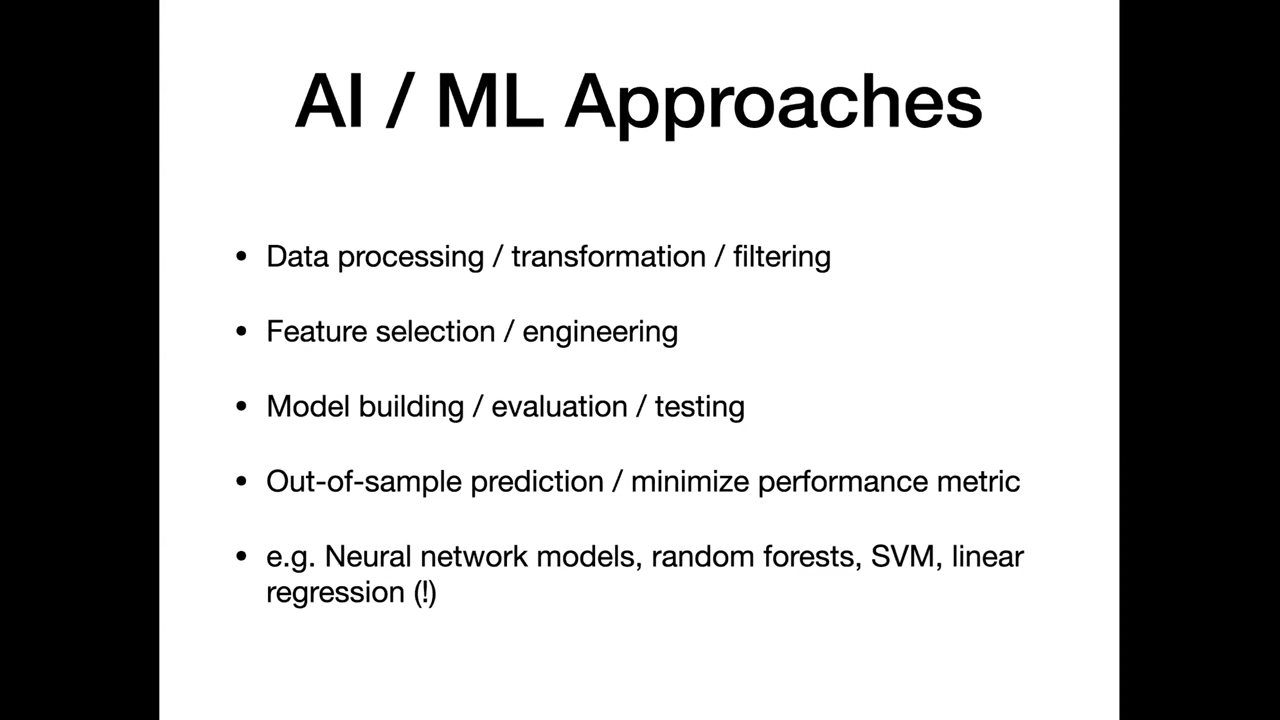 AI / ML Approaches
• Data processing / transformation / filtering
• Feature selection / engineering
• Model building / evaluation / testing
• Out-of-sample prediction / minimize performance metric
• e.g. Neural network models, random forests, SVM, linear
regression (!)